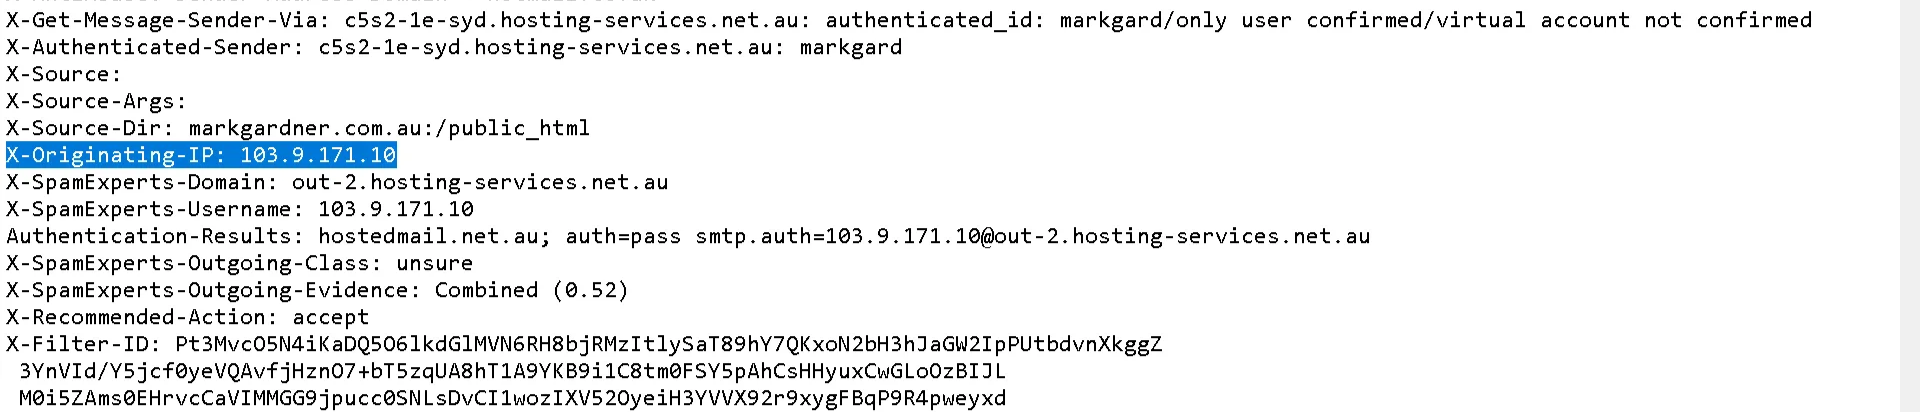 X-Get-Message-Sender-Via: c5s2-1e-syd.hosting-services.net.au: authenticated_id: markgard/only user confirmed/virtual account not confirmed
X-Authenticated-Sender: c5s2-1e-syd.hosting-services.net.au: markgard
X-Source:
X-Source-Args:
X-Source-Dir: markgardner.com.au:/public_html
X-Originating-IP: 103.9.171.10
X-SpamExperts-Domain: out-2.hosting-services.net.au
X-SpamExperts-Username: 103.9.171.10
Authentication-Results: hostedmail.net.au; auth=pass smtp.auth=103.9.171.10@out-2.hosting-services.net.au
X-SpamExperts-Outgoing-Class: unsure
X-SpamExperts-Outgoing-Evidence: Combined (0.52)
X-Recommended-Action: accept
X-Filter-ID: Pt3MvcO5N4iKaDQ5O6lkdGlMVN6RH8bjRMzItlySaT89hY7QKxoN2bH3hJaGW2IpPUtbdvnXkggZ
3YnVId/Y5jcf0yeVQAvfjHznO7+bT5zqUA8hT1A9YKB9i1C8tm0FSY5pAhCsHHyuxCwGLoOzBIJL
M0i5ZAms0EHrvcCaVIMMGG9jpucc0SNLsDvCI1wozIXV52OyeiH3YVVX92r9xygFBqP9R4pweyxd